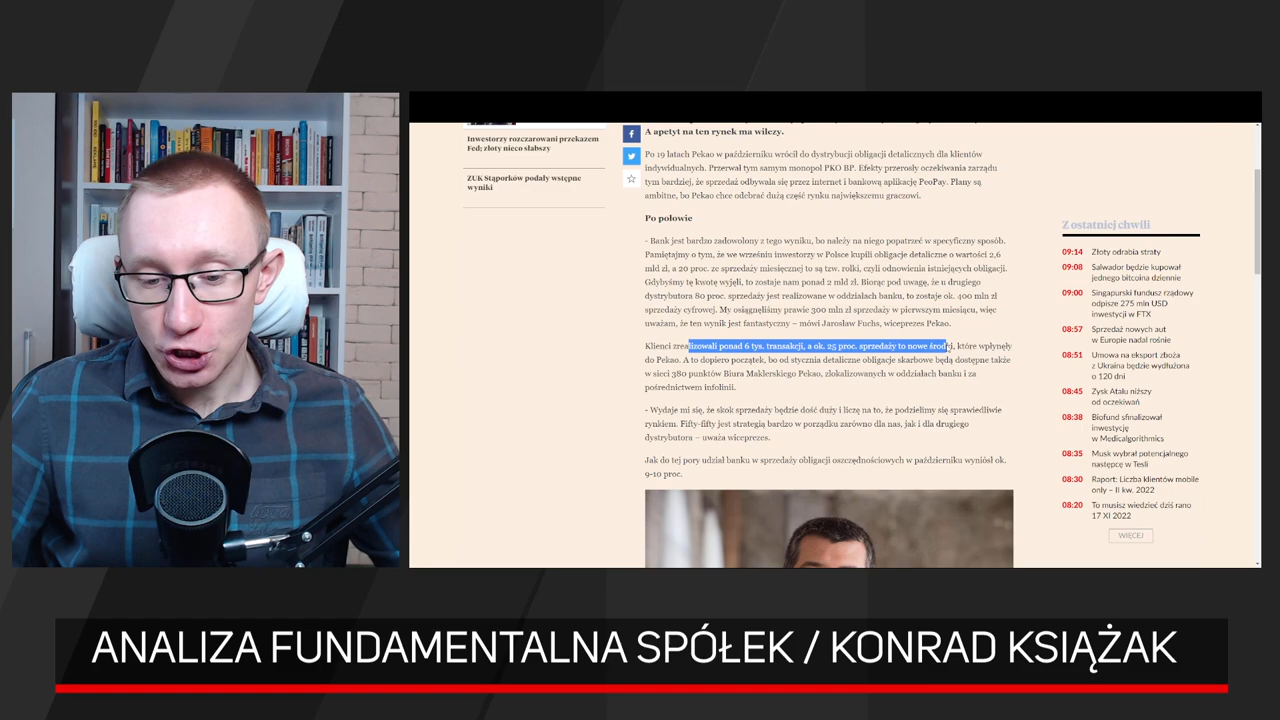 Inwestorzy rozczarowani przekazem
Fed; złoty nieco słabszy
ZUK Stąporków podały wstępne
wyniki
A apetyt na ten rynek ma wilczy.
Po 19 latach Pekao w październiku wrócił do dystrybucji obligacji detalicznych dla klientów
indywidualnych. Przerwał tym samym monopol PKO BP. Efekty przerosły oczekiwania zarządu
tym bardziej, że sprzedaż odbywała się przez internet i bankową aplikację PeoPay. Plany są
ambitne, bo Pekao chce odebrać dużą część rynku największemu graczowi.
Po połowie
- Bank jest bardzo zadowolony z tego wyniku, bo należy na niego popatrzeć w specyficzny sposób.
Pamiętajmy o tym, że we wrześniu inwestorzy w Polsce kupili obligacje detaliczne o wartości 2,6
mld zł, a 20 proc. ze sprzedaży miesięcznej to są tzw. rolki, czyli odnowienia istniejących obligacji.
Gdybyśmy tę kwotę wyjęli, to zostaje nam ponad 2 mld zł. Biorąc pod uwagę, że u drugiego
dystrybutora 80 proc. sprzedaży jest realizowane w oddziałach banku, to zostaje ok. 400 mln zł
sprzedaży cyfrowej. My osiągnęliśmy prawie 300 mln zł sprzedaży w pierwszym miesiącu, więc
uważam, że ten wynik jest fantastyczny – mówi Jarosław Fuchs, wiceprezes Pekao.
Klienci zrealizowali ponad 6 tys. transakcji, a ok. 25 proc. sprzedaży to nowe środki, które wpłynęły
do Pekao. A to dopiero początek, bo od stycznia detaliczne obligacje skarbowe będą dostępne także
w sieci 380 punktów Biura Maklerskiego Pekao, zlokalizowanych w oddziałach banku i za
pośrednictwem infolinii.
- Wydaje mi się, że skok sprzedaży będzie dość duży i liczę na to, że podzielimy się sprawiedliwie
rynkiem. Fifty-fifty jest strategią bardzo w porządku zarówno dla nas, jak i dla drugiego
dystrybutora – uważa wiceprezes.
Jak do tej pory udział banku w sprzedaży obligacji oszczędnościowych w październiku wyniósł ok.
9-10 proc.
Z ostatniej chwili
09:14 Złoty odrabia straty
09:08 Salwador będzie kupował
jednego bitcoina dziennie
09:00 Singapurski fundusz rządowy
odpisze 275 mln USD
inwestycji w FTX
08:57 Sprzedaż nowych aut
w Europie nadal rośnie
08:51 Umowa na eksport zboża
z Ukraina będzie wydłużona
o 120 dni
08:45 Zysk Atalu niższy
od oczekiwań
08:38 Biofund sfinalizował
inwestycję
w Medicalgorithmics
08:35 Musk wybrał potencjalnego
następcę w Tesli
08:30 Raport: Liczba klientów mobile
only – II kw. 2022
08:20 To musisz wiedzieć dziś rano
17 XI 2022
WIĘCEJ
ANALIZA FUNDAMENTALNA SPÓŁEK / KONRAD KSIĄŻAK